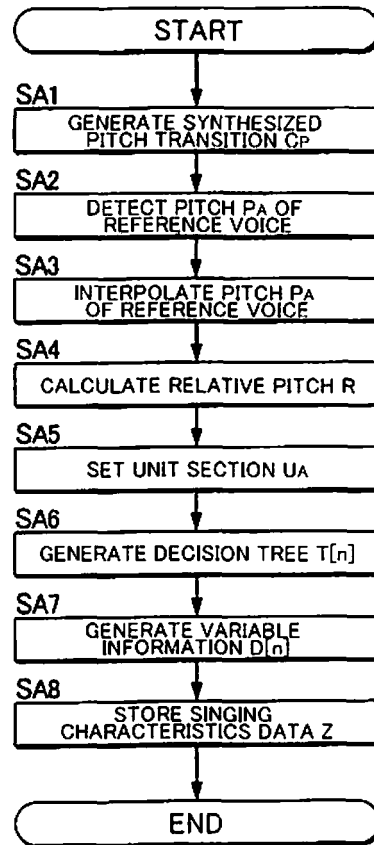 START
SA1
GENERATE SYNTHESIZED
PITCH TRANSITION CP
SA2
DETECT PITCH PA OF
REFERENCE VOICE
SA3
INTERPOLATE PITCH PA
OF REFERENCE VOICE
SA4
CALCULATE RELATIVE PITCH R
SA5
SET UNIT SECTION UA
SA6
GENERATE DECISION TREE T[n]
SA7
GENERATE VARIABLE
INFORMATION D[n]
SA8
STORE SINGING
CHARACTERISTICS DATA Z
END